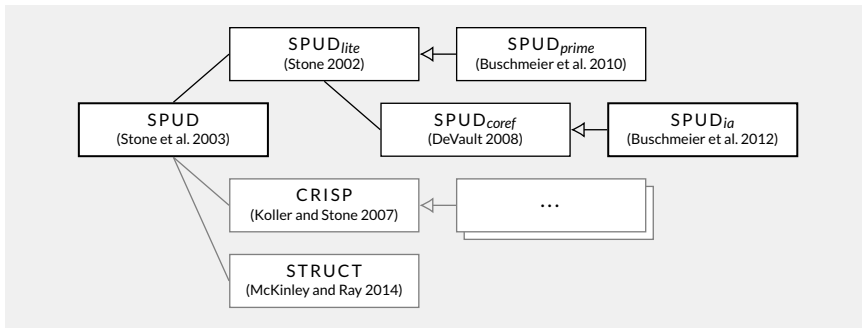 SPUDlite
(Stone 2002)
SPUDprime
(Buschmeier et al. 2010)
SPUD
(Stone et al. 2003)
SPUDcoref
(DeVault 2008)
SPUDia
(Buschmeier et al. 2012)
CRISP
(Koller and Stone 2007)
...
STRUCT
(McKinley and Ray 2014)